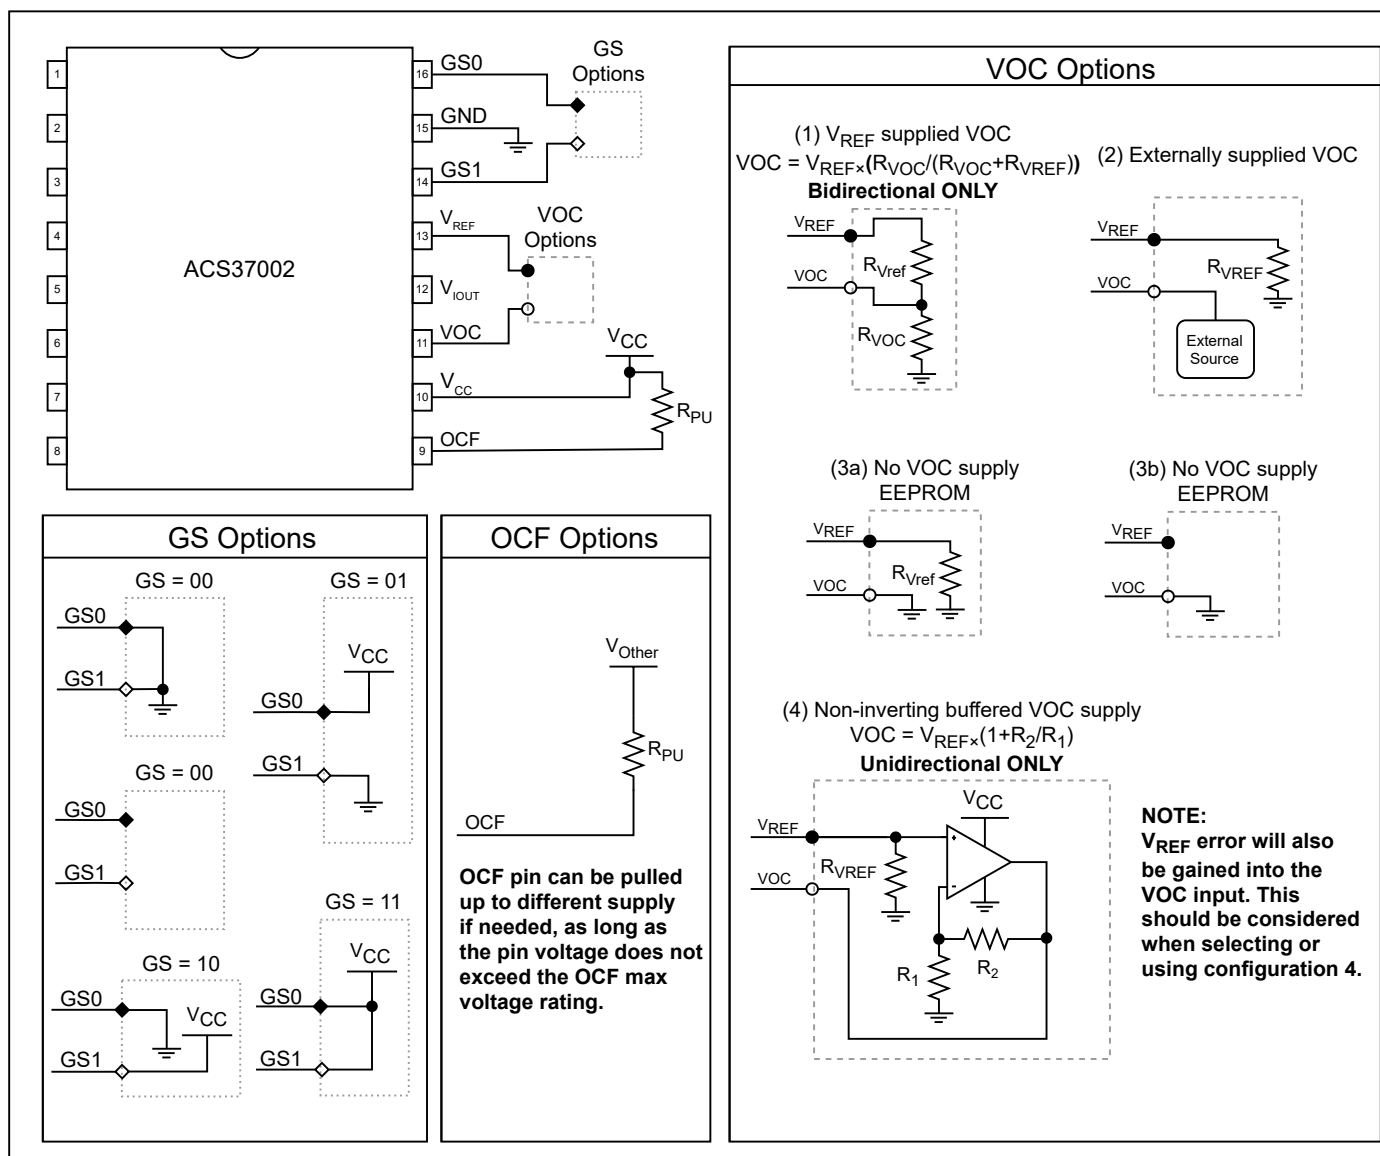 ACS37002
1
2
3
4
5
6
7
8
16
15
14
13
12
11
10
9
GS0
GND
GS1
VREF
VIOUT
VOC
VCC
OCF
GS
Options
VOC
Options
VCC
RPU
GS Options
GS = 00
GS0
GS1
GS = 01
VCC
GS0
GS1
GS = 00
GS0
GS1
GS = 10
GS0
VCC
GS1
GS = 11
VCC
GS0
GS1
OCF Options
VOther
RPU
OCF
OCF pin can be pulled
up to different supply
if needed, as long as
the pin voltage does not
exceed the OCF max
voltage rating.
VOC Options
(1) VREF supplied VOC
VOC = VREF×(RVOC/(RVOC+RVREF))
Bidirectional ONLY
VREF
VOC
RVref
RVOC
(2) Externally supplied VOC
VREF
VOC
RVREF
External
Source
(3a) No VOC supply
EEPROM
VREF
VOC
RVref
(3b) No VOC supply
EEPROM
VREF
VOC
(4) Non-inverting buffered VOC supply
VOC = VREF×(1+R2/R1)
Unidirectional ONLY
VCC
VREF
+
RVREF
VOC
-
R1
R2
NOTE:
VREF error will also
be gained into the
VOC input. This
should be considered
when selecting or
using configuration 4.